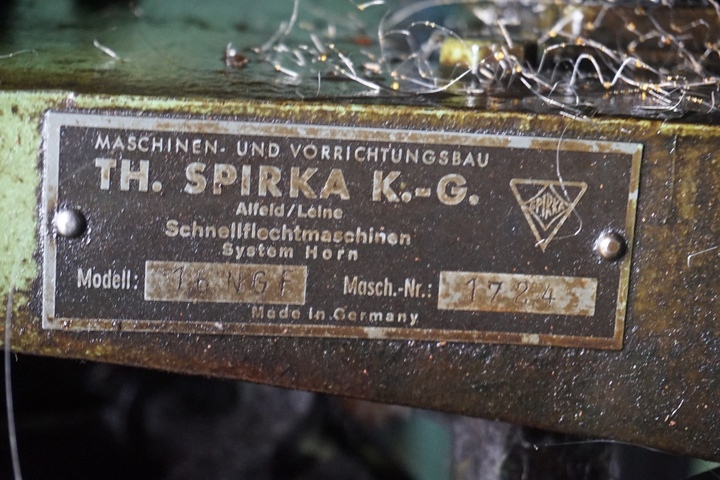 MASCHINEN- UND VORRICHTUNGSBAU
TH. SPIRKA K.-G.
SPIRKA
Alfeld/Leine
Schnellflechtmaschinen
System Horn
Modell: 16 NGF Masch.-Nr.: 1724
Made in Germany